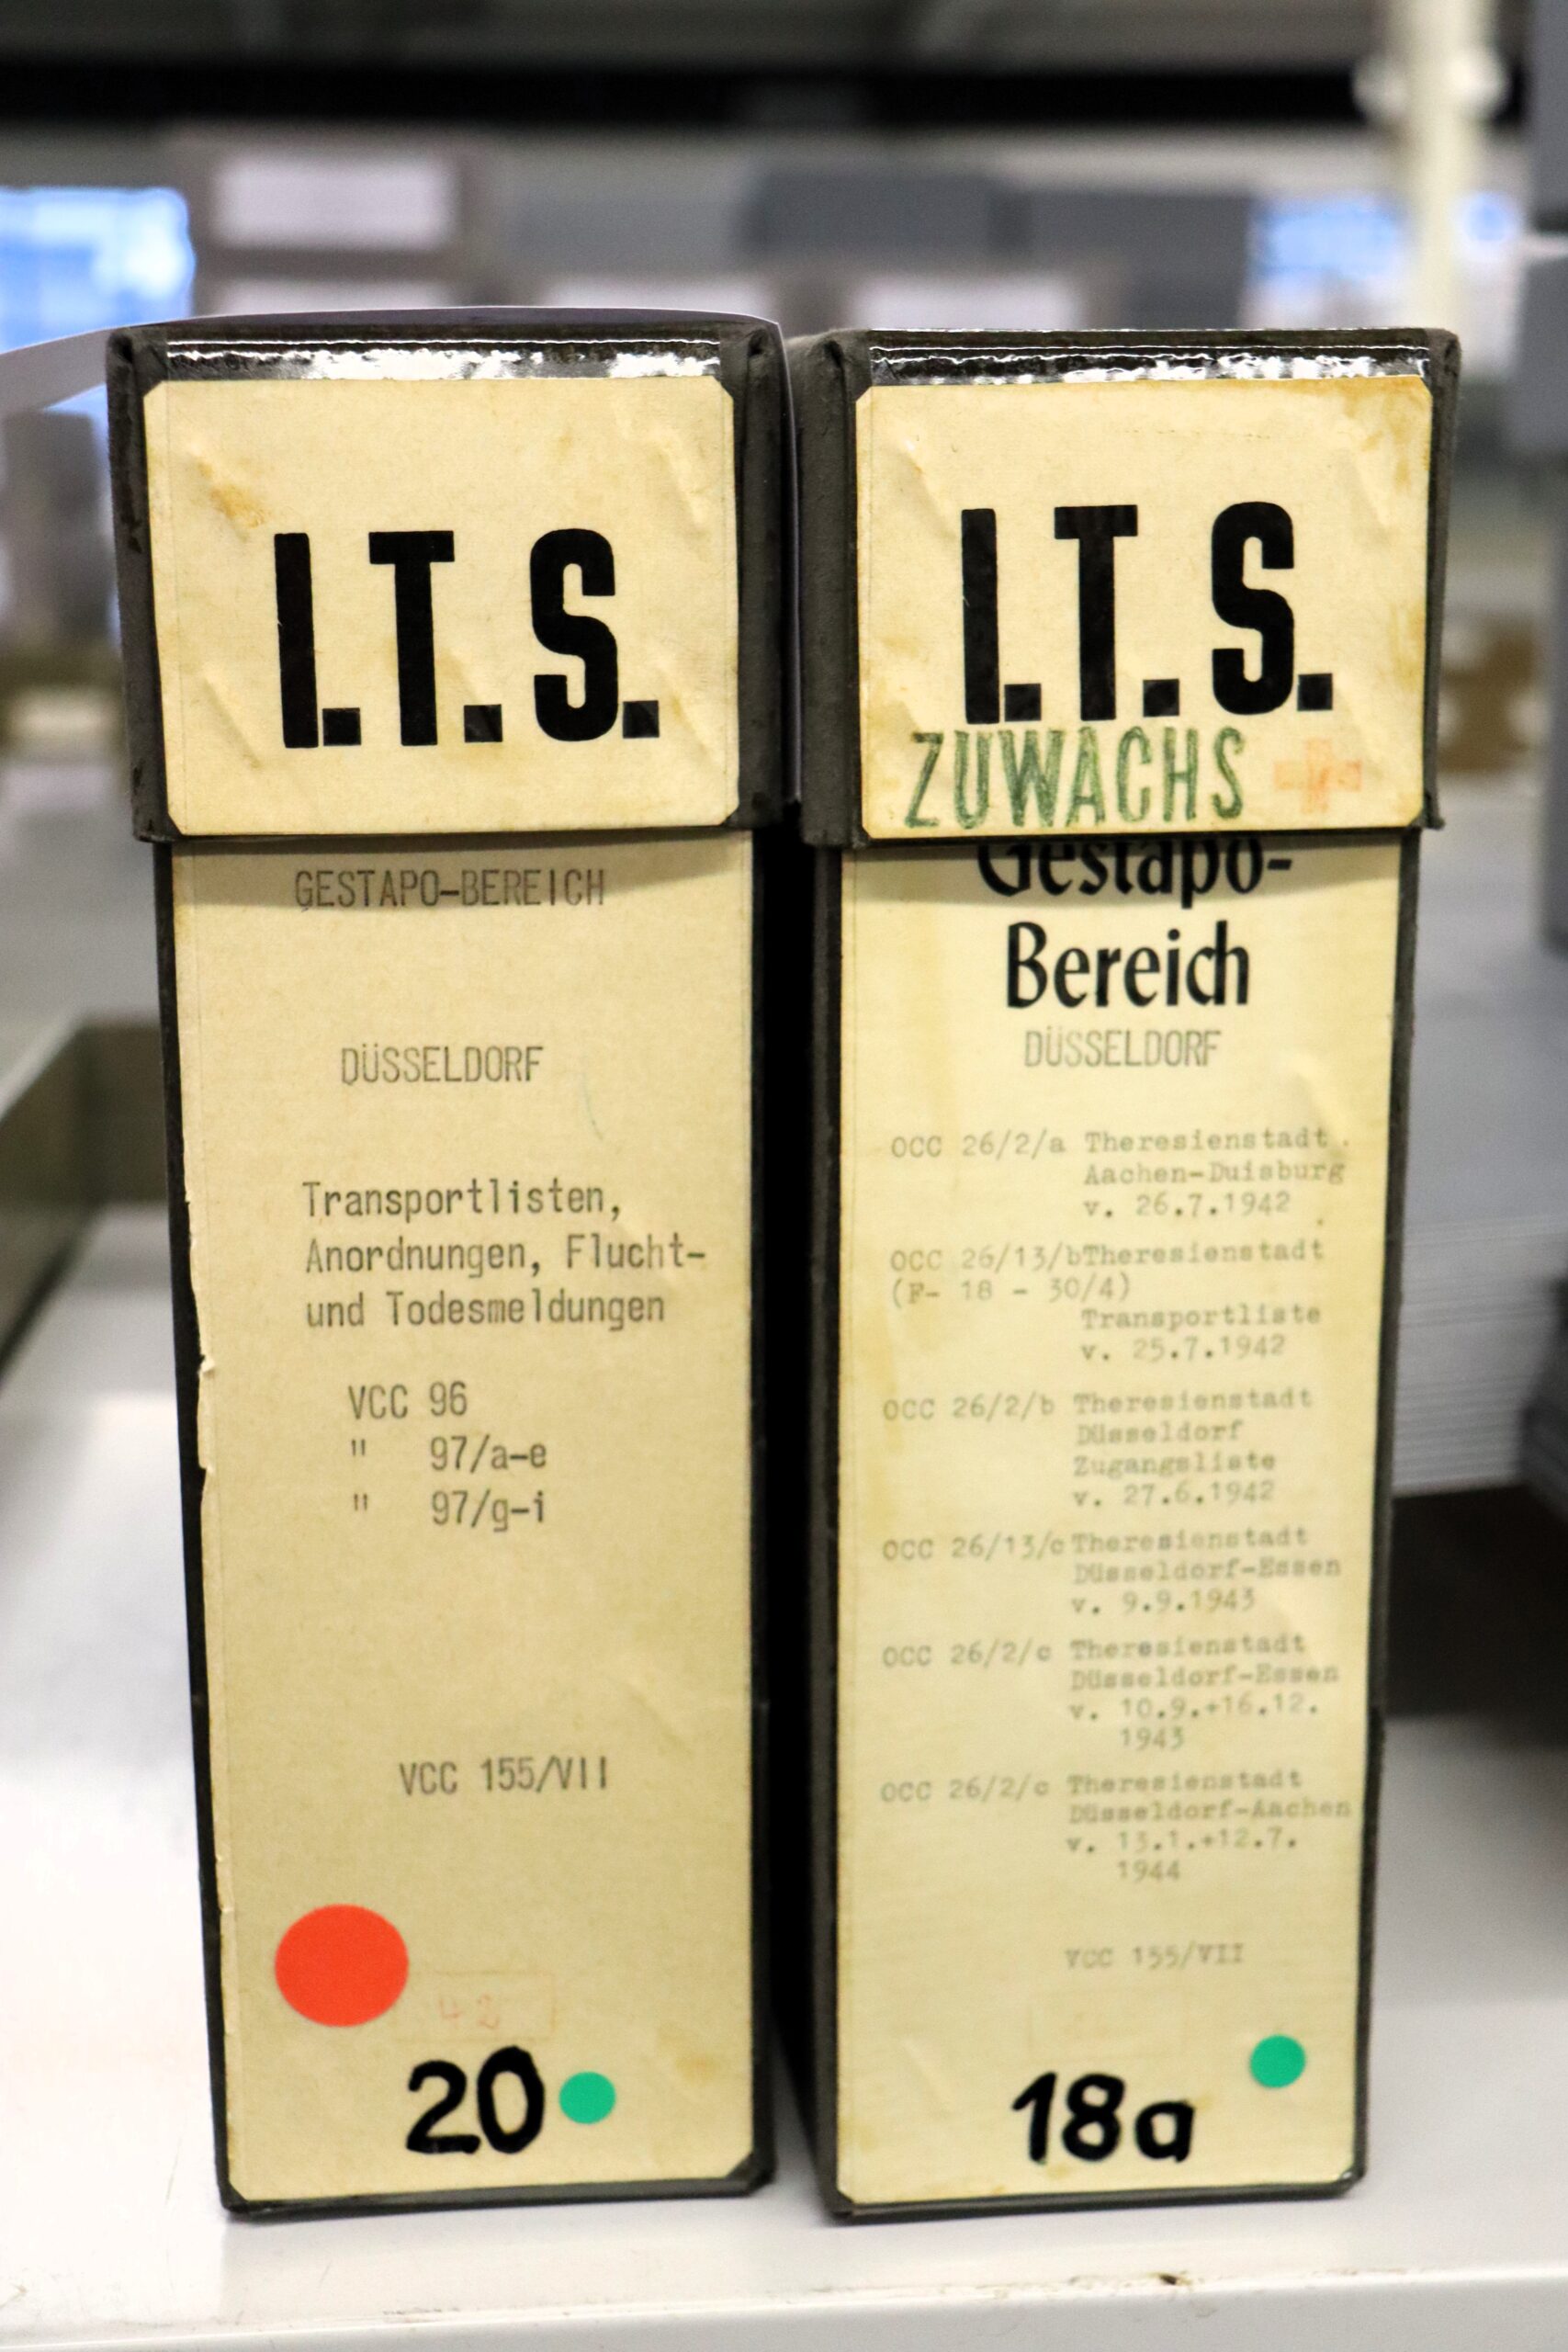 I.T.S.
GESTAPO-BEREICH
DÜSSELDORF
Transportlisten,
Anordnungen, Flucht-
und Todesmeldungen
VCC 96
" 97/a-e
" 97/g-i
VCC 155/VII
42
20
I.T.S.
ZUWACHS
Gestapo-
Bereich
DÜSSELDORF
OCC 26/2/a Theresienstadt
Aachen-Duisburg
v. 26.7.1942
OCC 26/13/b Theresienstadt
(F- 18 - 30/4)
Transportliste
v. 25.7.1942
OCC 26/2/b Theresienstadt
Düsseldorf
Zugangsliste
v. 27.6.1942
OCC 26/13/c Theresienstadt
Düsseldorf-Essen
v. 9.9.1943
OCC 26/2/c Theresienstadt
Düsseldorf-Essen
v. 10.9.+16.12.
1943
OCC 26/2/c Theresienstadt
Düsseldorf-Aachen
v. 13.1.+12.7.
1944
VCC 155/VII
18a